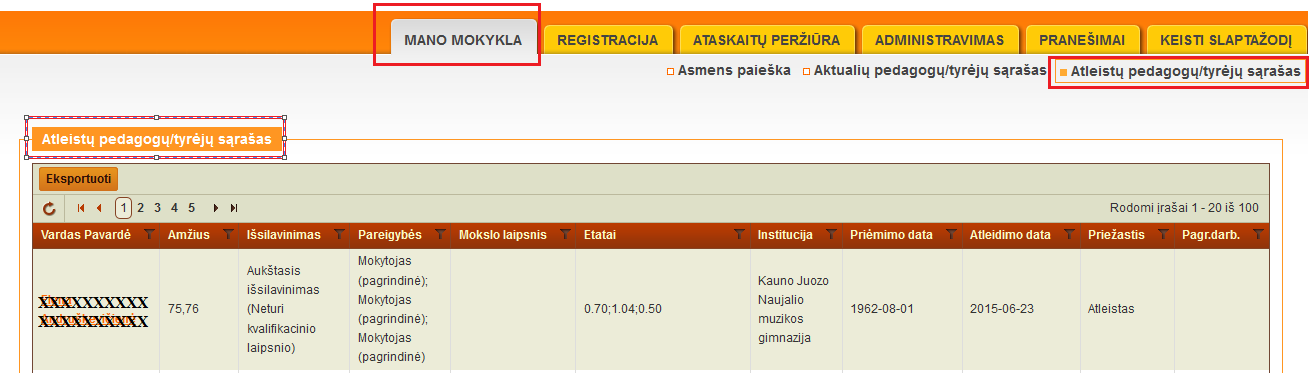 MANO MOKYKLA REGISTRACIJA ATASKAITŲ PERŽIŪRA ADMINISTRAVIMAS PRANEŠIMAI KEISTI SLAPTAŽODĮ
Asmens paieška Aktualių pedagogų/tyrėjų sąrašas Atleistų pedagogų/tyrėjų sąrašas
Atleistų pedagogų/tyrėjų sąrašas
Eksportuoti
1 2 3 4 5 Rodomi įrašai 1 - 20 iš 100
Vardas Pavardė Amžius Išsilavinimas Pareigybės Mokslo laipsnis Etatai Institucija Priėmimo data Atleidimo data Priežastis Pagr.darb.
XXXXXXXXXX
XXXXXXXXXX
75,76
Aukštasis
išsilavinimas
(Neturi
kvalifikacinio
laipsnio)
Mokytojas
(pagrindinė);
Mokytojas
(pagrindinė);
Mokytojas
(pagrindinė)
0.70;1.04;0.50
Kauno Juozo
Naujalio
muzikos
gimnazija
1962-08-01
2015-06-23
Atleistas